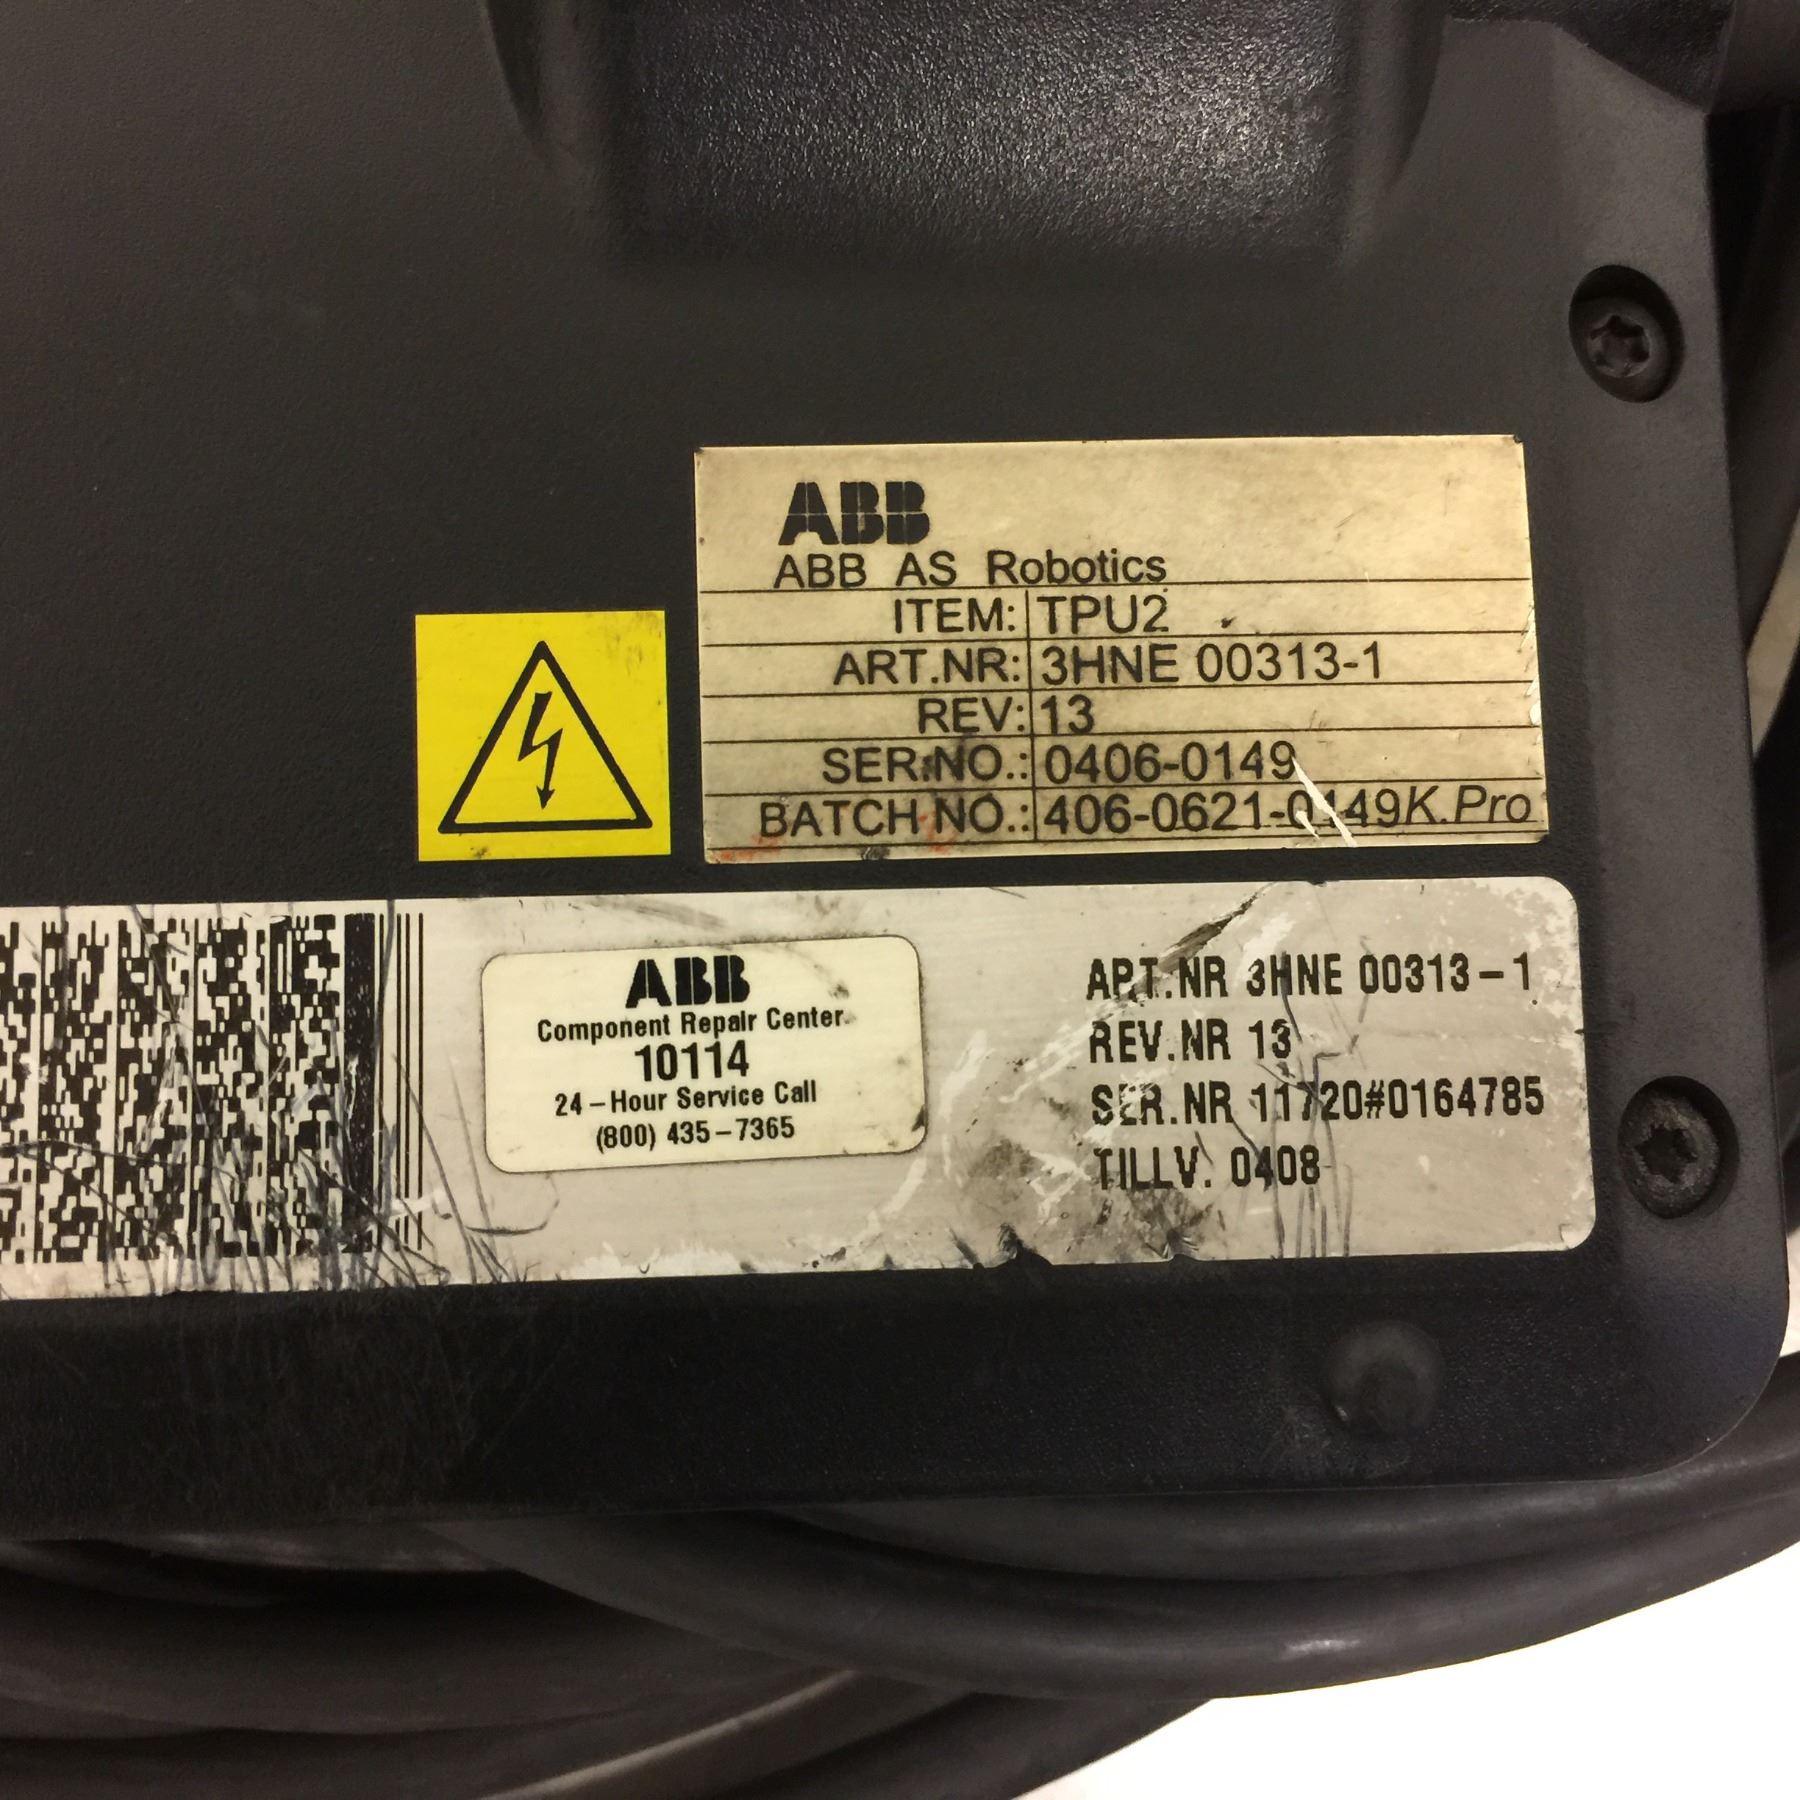 ABB
ABB AS Robotics
ITEM: TPU2
ART.NR: 3HNE 00313-1
REV: 13
SER.NO.: 0406-0149
BATCH NO.: 406-0621-0149K.Pro
ABB
Component Repair Center
10114
24-Hour Service Call
(800) 435-7365
ART.NR 3HNE 00313-1
REV.NR 13
SER.NR 11720#0164785
TILLV. 0408